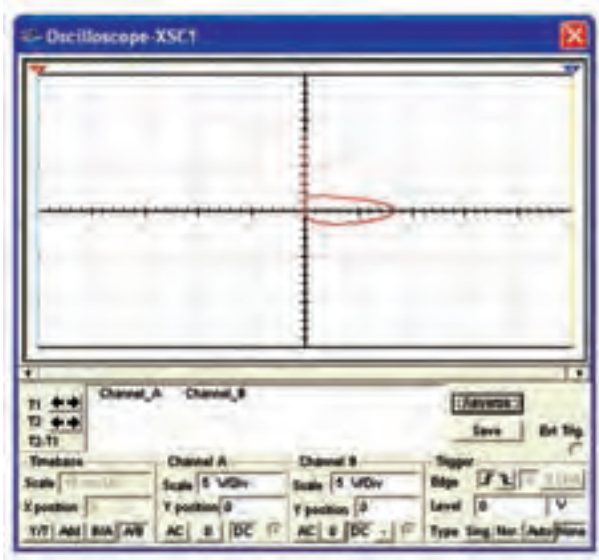 Oscilloscope-XSC1
Channel_A Channel_B
T1
T2
T2-T1
Reverse
Save Ext Trig.
Timebase Channel A Channel B Trigger
Scale Scale 5 V/Div Scale 5 V/Div Edge
X position Y position 0 Y position 0 Level 0 V
Y/T Add B/A A/B AC 0 DC AC 0 DC - Type Sing. Nor. Auto None